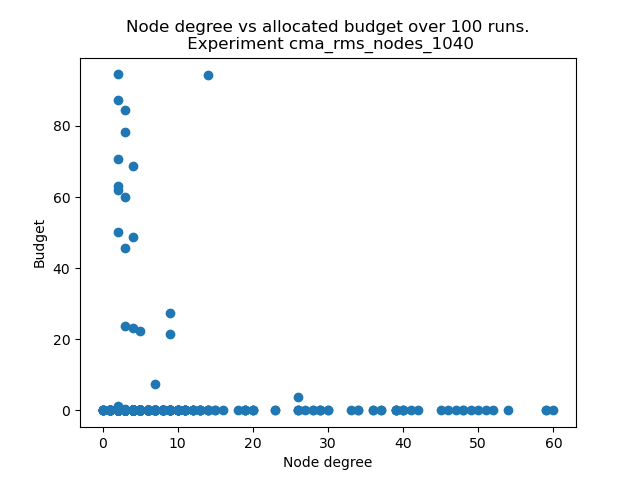 Node degree vs allocated budget over 100 runs.
Experiment cma_rms_nodes_1040
80
60
40
20
0
Budget
0 10 20 30 40 50 60
Node degree